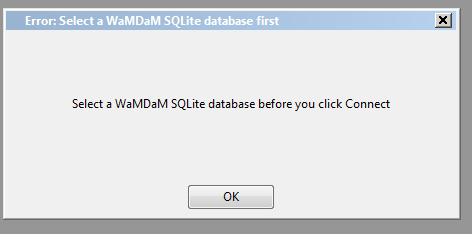 Error: Select a WaMDaM SQLite database first
Select a WaMDaM SQLite database before you click Connect
OK